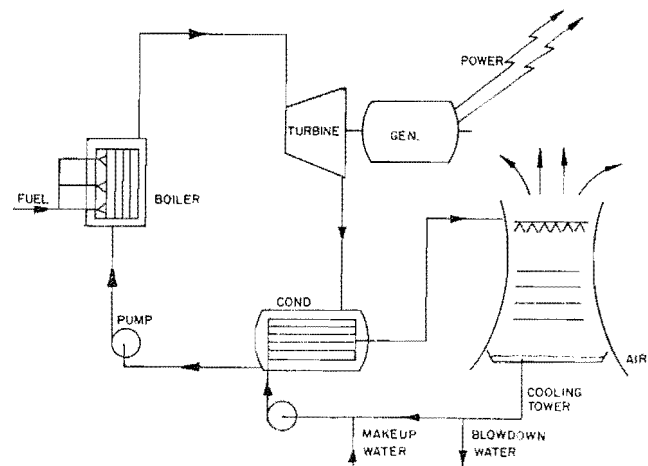 POWER
TURBINE
GEN.
FUEL
BOILER
COND
PUMP
AIR
COOLING
TOWER
MAKEUP
WATER
BLOWDOWN
WATER